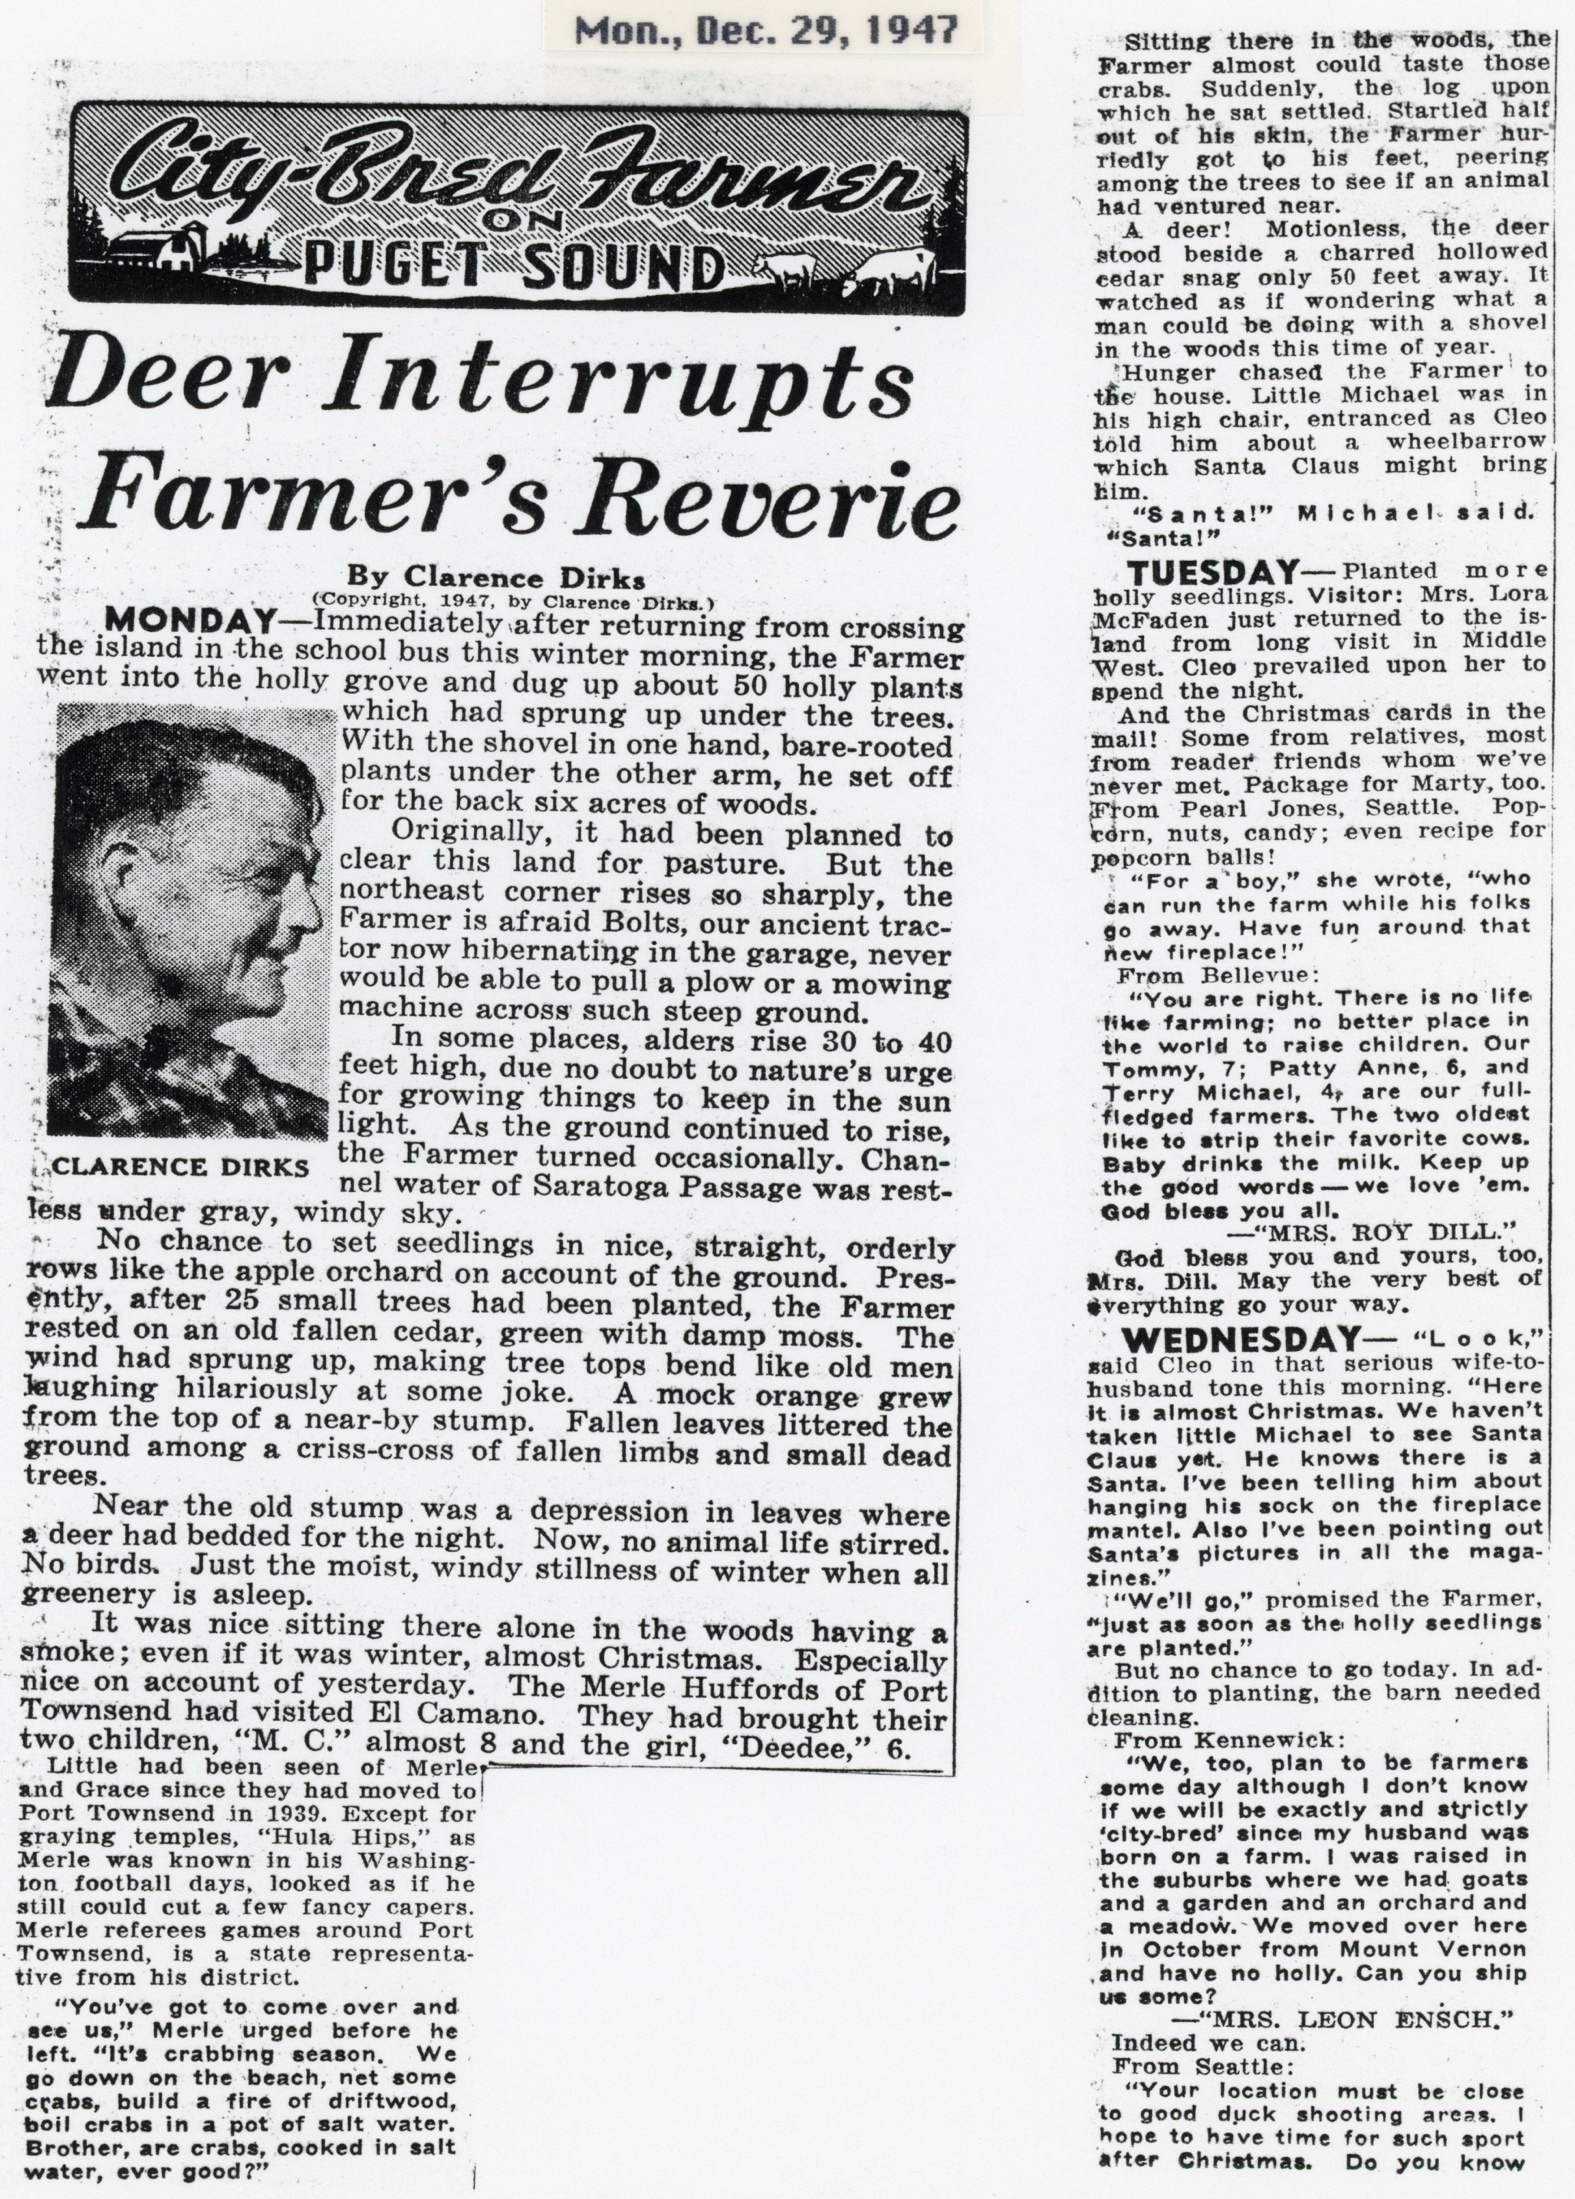 Mon., Dec. 29, 1947
City-Bred Farmer
ON
PUGET SOUND
Deer Interrupts
Farmer's Reverie
By Clarence Dirks
(Copyright, 1947, by Clarence Dirks.)
MONDAY—Immediately after returning from crossing
the island in the school bus this winter morning, the Farmer
went into the holly grove and dug up about 50 holly plants
which had sprung up under the trees.
With the shovel in one hand, bare-rooted
plants under the other arm, he set off
for the back six acres of woods.
Originally, it had been planned to
clear this land for pasture. But the
northeast corner rises so sharply, the
Farmer is afraid Bolts, our ancient trac-
tor now hibernating in the garage, never
would be able to pull a plow or a mowing
machine across such steep ground.
In some places, alders rise 30 to 40
feet high, due no doubt to nature's urge
for growing things to keep in the sun
light. As the ground continued to rise,
the Farmer turned occasionally. Chan-
nel water of Saratoga Passage was rest-
CLARENCE DIRKS
less under gray, windy sky.
No chance to set seedlings in nice, straight, orderly
rows like the apple orchard on account of the ground. Pres-
ently, after 25 small trees had been planted, the Farmer
rested on an old fallen cedar, green with damp moss. The
wind had sprung up, making tree tops bend like old men
laughing hilariously at some joke. A mock orange grew
from the top of a near-by stump. Fallen leaves littered the
ground among a criss-cross of fallen limbs and small dead
trees.
Near the old stump was a depression in leaves where
a deer had bedded for the night. Now, no animal life stirred.
No birds. Just the moist, windy stillness of winter when all
greenery is asleep.
It was nice sitting there alone in the woods having a
smoke; even if it was winter, almost Christmas. Especially
nice on account of yesterday. The Merle Huffords of Port
Townsend had visited El Camano. They had brought their
two children, "M. C." almost 8 and the girl, "Deedee," 6.
Little had been seen of Merle
and Grace since they had moved to
Port Townsend in 1939. Except for
graying temples, "Hula Hips," as
Merle was known in his Washing-
ton football days, looked as if he
still could cut a few fancy capers.
Merle referees games around Port
Townsend, is a state representa-
tive from his district.
"You've got to come over and
see us," Merle urged before he
left. "It's crabbing season. We
go down on the beach, net some
crabs, build a fire of driftwood,
boil crabs in a pot of salt water.
Brother, are crabs, cooked in salt
water, ever good?"
Sitting there in the woods, the
Farmer almost could taste those
crabs. Suddenly, the log upon
which he sat settled. Startled half
out of his skin, the Farmer hur-
riedly got to his feet, peering
among the trees to see if an animal
had ventured near.
A deer! Motionless, the deer
stood beside a charred hollowed
cedar snag only 50 feet away. It
watched as if wondering what a
man could be doing with a shovel
in the woods this time of year.
Hunger chased the Farmer to
the house. Little Michael was in
his high chair, entranced as Cleo
told him about a wheelbarrow
which Santa Claus might bring
him.
"Santa!" Michael said.
"Santa!"
TUESDAY—Planted more
holly seedlings. Visitor: Mrs. Lora
McFaden just returned to the is-
land from long visit in Middle
West. Cleo prevailed upon her to
spend the night.
And the Christmas cards in the
mail! Some from relatives, most
from reader friends whom we've
never met. Package for Marty, too.
From Pearl Jones, Seattle. Pop-
corn, nuts, candy; even recipe for
popcorn balls!
"For a boy," she wrote, "who
can run the farm while his folks
go away. Have fun around that
new fireplace!"
From Bellevue:
"You are right. There is no life
like farming; no better place in
the world to raise children. Our
Tommy, 7; Patty Anne, 6, and
Terry Michael, 4, are our full-
fledged farmers. The two oldest
like to strip their favorite cows.
Baby drinks the milk. Keep up
the good words—we love 'em.
God bless you all.
—"MRS. ROY DILL."
God bless you and yours, too,
Mrs. Dill. May the very best of
everything go your way.
WEDNESDAY— "Look,"
said Cleo in that serious wife-to-
husband tone this morning. "Here
it is almost Christmas. We haven't
taken little Michael to see Santa
Claus yet. He knows there is a
Santa. I've been telling him about
hanging his sock on the fireplace
mantel. Also I've been pointing out
Santa's pictures in all the maga-
zines."
"We'll go," promised the Farmer,
"just as soon as the holly seedlings
are planted."
But no chance to go today. In ad-
dition to planting, the barn needed
cleaning.
From Kennewick:
"We, too, plan to be farmers
some day although I don't know
if we will be exactly and strictly
'city-bred' since my husband was
born on a farm. I was raised in
the suburbs where we had goats
and a garden and an orchard and
a meadow. We moved over here
in October from Mount Vernon
and have no holly. Can you ship
us some?
—"MRS. LEON ENSCH."
Indeed we can.
From Seattle:
"Your location must be close
to good duck shooting areas. I
hope to have time for such sport
after Christmas. Do you know